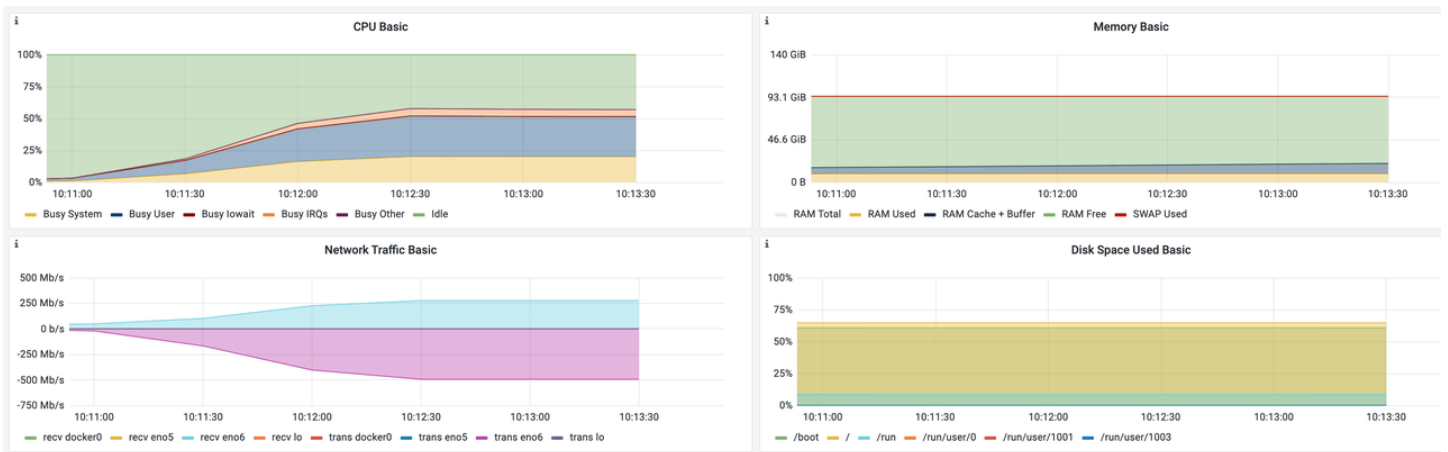 CPU Basic
100%
75%
50%
25%
0%
10:11:00 10:11:30 10:12:00 10:12:30 10:13:00 10:13:30
Busy System Busy User Busy Iowait Busy IRQs Busy Other Idle
Memory Basic
140 GiB
93.1 GiB
46.6 GiB
0 B
10:11:00 10:11:30 10:12:00 10:12:30 10:13:00 10:13:30
RAM Total RAM Used RAM Cache + Buffer RAM Free SWAP Used
Network Traffic Basic
500 Mb/s
250 Mb/s
0 b/s
-250 Mb/s
-500 Mb/s
-750 Mb/s
10:11:00 10:11:30 10:12:00 10:12:30 10:13:00 10:13:30
recv docker0 recv eno5 recv eno6 recv lo trans docker0 trans eno5 trans eno6 trans lo
Disk Space Used Basic
100%
75%
50%
25%
0%
10:11:00 10:11:30 10:12:00 10:12:30 10:13:00 10:13:30
/boot / /run /run/user/0 /run/user/1001 /run/user/1003